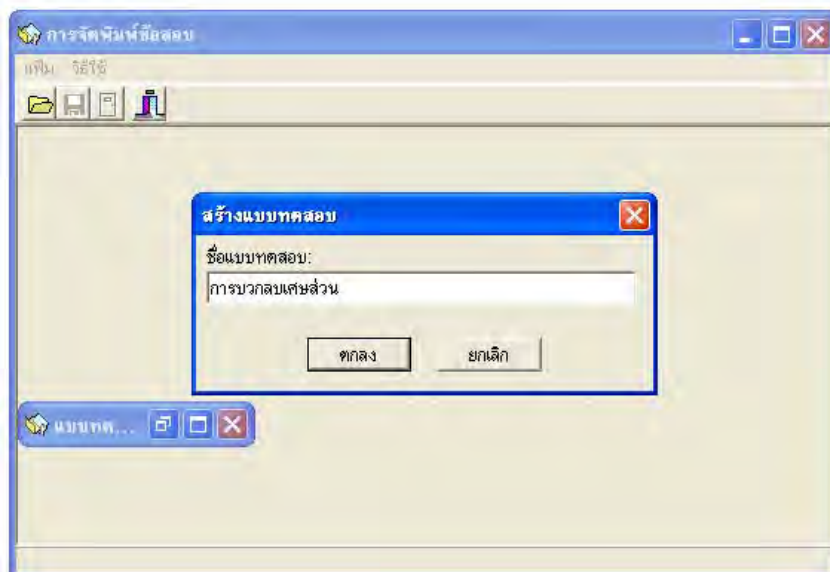 การจัดพิมพ์ข้อสอบ
แฟ้ม วิธีใช้
สร้างแบบทดสอบ
ชื่อแบบทดสอบ:
การบวกลบเศษส่วน
ตกลง ยกเลิก
แบบทด...